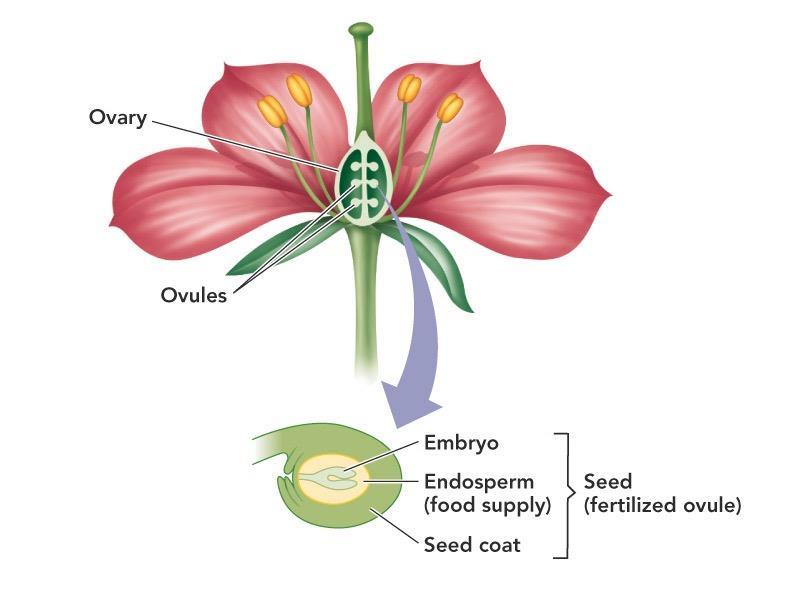 Ovary
Ovules
Embryo
Endosperm
(food supply)
Seed coat
Seed
(fertilized ovule)